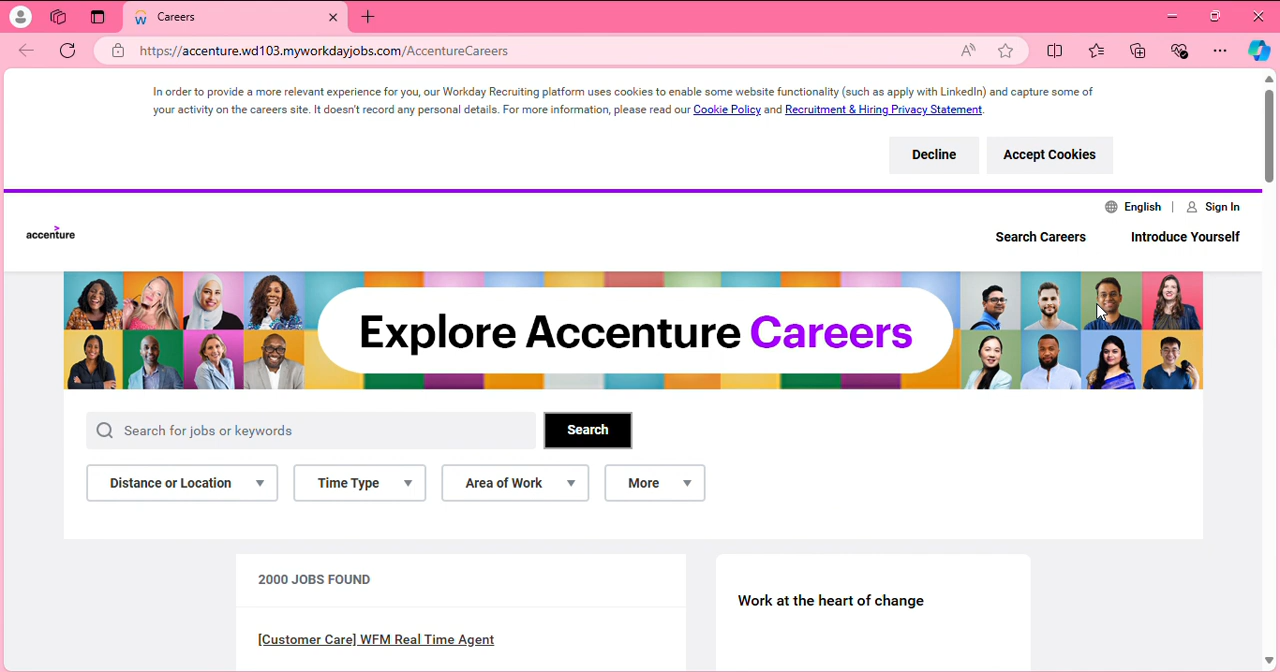 Careers
https://accenture.wd103.myworkdayjobs.com/AccentureCareers
In order to provide a more relevant experience for you, our Workday Recruiting platform uses cookies to enable some website functionality (such as apply with LinkedIn) and capture some of
your activity on the careers site. It doesn't record any personal details. For more information, please read our Cookie Policy and Recruitment & Hiring Privacy Statement.
Decline
Accept Cookies
English | Sign In
accenture
Search Careers
Introduce Yourself
Explore Accenture Careers
Search for jobs or keywords
Search
Distance or Location
Time Type
Area of Work
More
2000 JOBS FOUND
[Customer Care] WFM Real Time Agent
Work at the heart of change